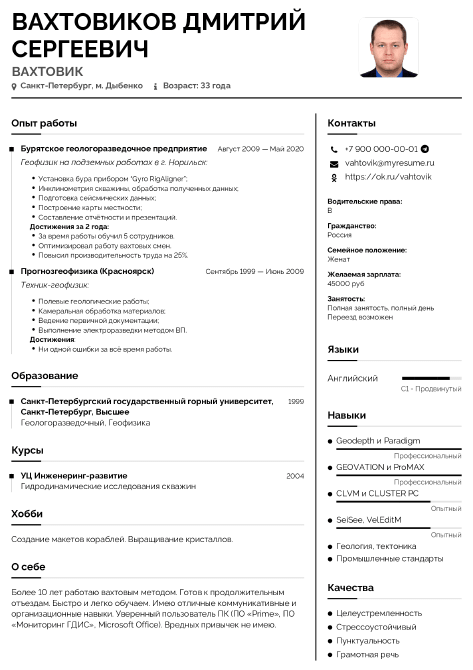 ВАХТОВИКОВ ДМИТРИЙ
СЕРГЕЕВИЧ
ВАХТОВИК
Санкт-Петербург, м. Дыбенко
Возраст: 33 года
Опыт работы
Бурятское геологоразведочное предприятие
Август 2009 — Май 2020
Геофизик на подземных работах в г. Норильск:
Установка бура прибором "Gyro RigAligner";
Инклинометрия скважины, обработка полученных данных;
Подготовка сейсмических данных;
Построение карты местности;
Составление отчётности и презентаций.
Достижения за 2 года:
За время работы обучил 5 сотрудников.
Оптимизировал работу вахтовых смен.
Повысил производительность труда на 25%.
Прогнозгеофизика (Красноярск)
Сентябрь 1999 — Июнь 2009
Техник-геофизик:
Полевые геологические работы;
Камеральная обработка материалов;
Ведение первичной документации;
Выполнение электроразведки методом ВП.
Достижения:
Ни одной ошибки за всё время работы.
Образование
Санкт-Петербургский государственный горный университет,
1999
Санкт-Петербург, Высшее
Геологоразведочный, Геофизика
Курсы
УЦ Инженеринг-развитие
2004
Гидродинамические исследования скважин
Хобби
Создание макетов кораблей. Выращивание кристаллов.
О себе
Более 10 лет работаю вахтовым методом. Готов к продолжительным
отъездам. Быстро и легко обучаем. Имею отличные коммуникативные и
организационные навыки. Уверенный пользователь ПК (ПО «Prime», ПО
«Мониторинг ГДИС», Microsoft Office). Вредных привычек не имею.
Контакты
+7 900 000-00-01
vahtovik@myresume.ru
https://ok.ru/vahtovik
Водительские права:
B
Гражданство:
Россия
Семейное положение:
Женат
Желаемая зарплата:
45000 руб
Занятость:
Полная занятость, полный день
Переезд возможен
Языки
Английский
C1 - Продвинутый
Навыки
Geodepth и Paradigm
Профессиональный
GEOVATION и ProMAX
Профессиональный
CLVM и CLUSTER PC
Опытный
SeiSee, VelEditM
Опытный
Геология, тектоника
Промышленные стандарты
Качества
Целеустремленность
Стрессоустойчивый
Пунктуальность
Грамотная речь